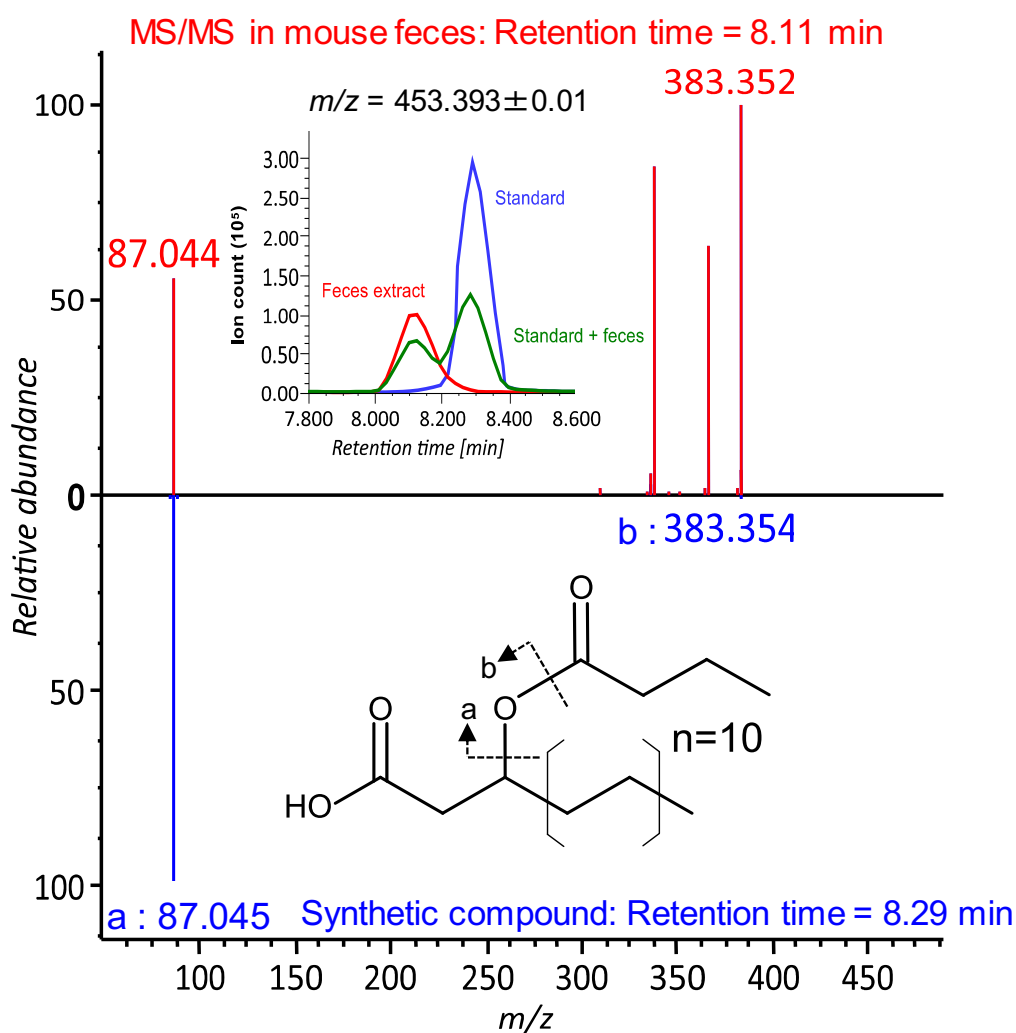 MS/MS in mouse feces: Retention time = 8.11 min
383.352
100
m/z = 453.393±0.01
3.00
2.50
2.00
1.50
1.00
0.50
0.00
Ion count (10⁵)
Standard
Feces extract
Standard + feces
7.800 8.000 8.200 8.400 8.600
Retention time [min]
87.044
50
0
Relative abundance
b : 383.354
O
b
a
O
O
n=10
HO
50
100
a : 87.045
Synthetic compound: Retention time = 8.29 min
100 150 200 250 300 350 400 450
m/z